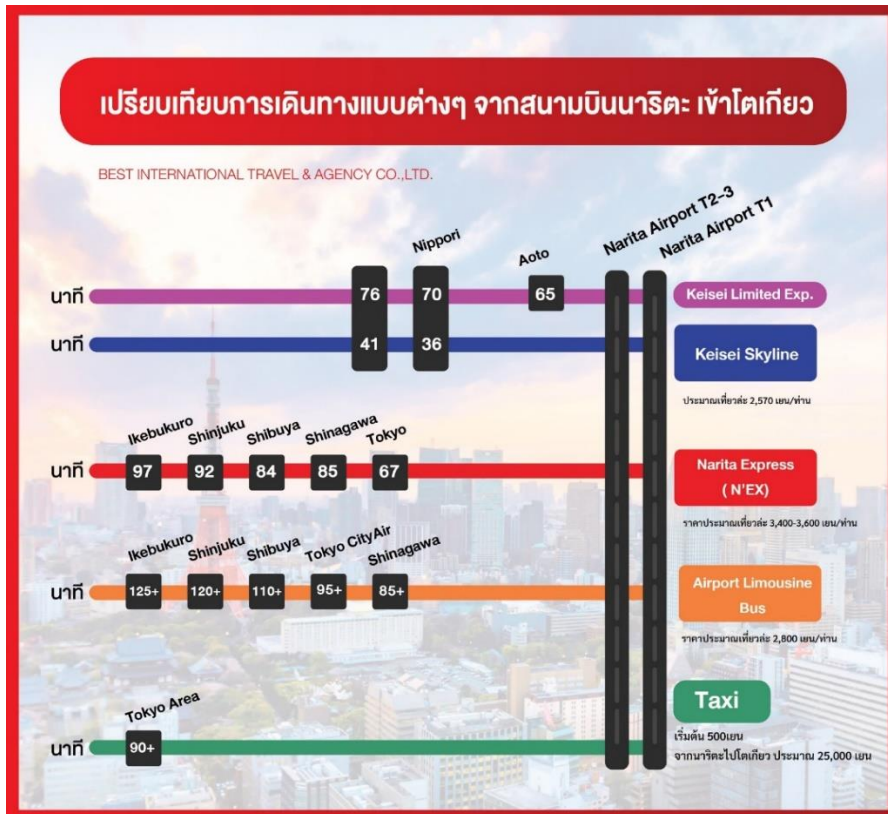 เปรียบเทียบการเดินทางแบบต่างๆ จากสนามบินนาริตะ เข้าโตเกียว
BEST INTERNATIONAL TRAVEL & AGENCY CO.,LTD.
Narita Airport T2-3
Narita Airport T1
Nippori
Aoto
นาที 76 70 65 Keisei Limited Exp.
นาที 41 36 Keisei Skyline
ประมาณเที่ยวล่ะ 2,570 เยน/ท่าน
Ikebukuro Shinjuku Shibuya Shinagawa Tokyo
นาที 97 92 84 85 67
Narita Express
( N'EX)
ราคาประมาณเที่ยวล่ะ 3,400-3,600 เยน/ท่าน
Ikebukuro Shinjuku Shibuya Tokyo CityAir Shinagawa
นาที 125+ 120+ 110+ 95+ 85+
Airport Limousine
Bus
ราคาประมาณเที่ยวล่ะ 2,800 เยน/ท่าน
Tokyo Area
นาที 90+
Taxi
เริ่มต้น 500เยน
จากนาริตะไปโตเกียว ประมาณ 25,000 เยน